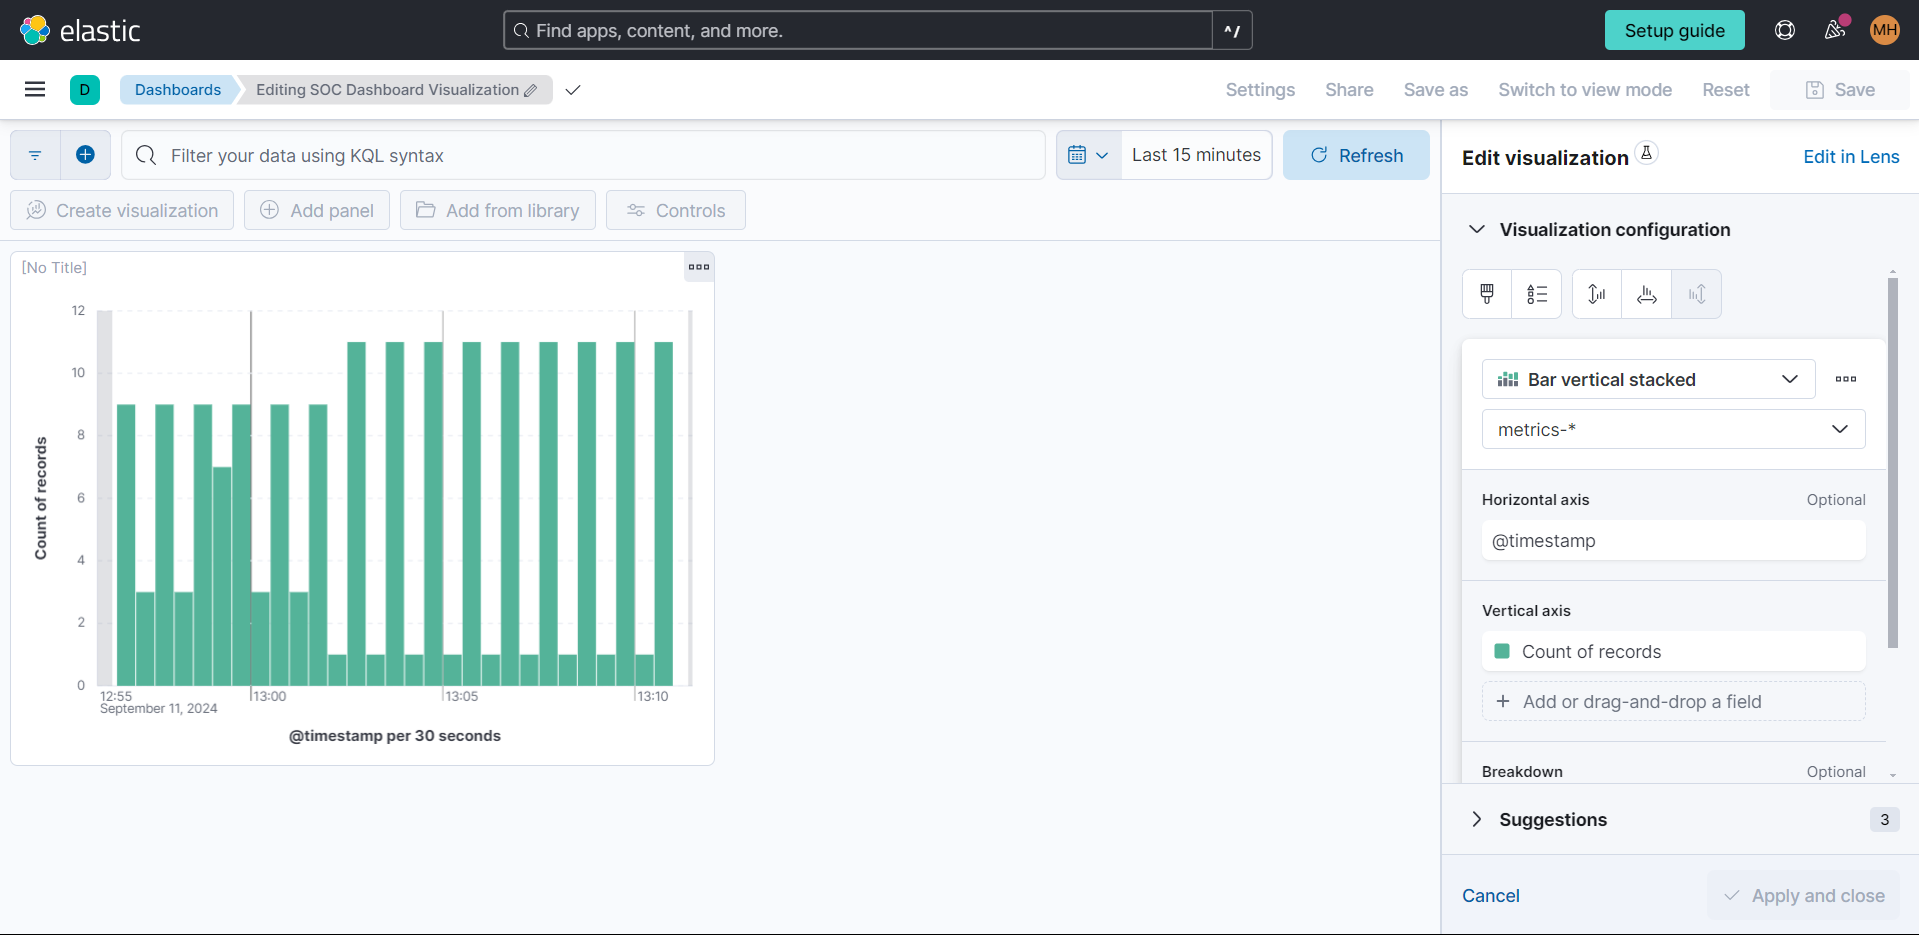 elastic
Find apps, content, and more.
^/
Setup guide
MH
D
Dashboards
Editing SOC Dashboard Visualization
Settings
Share
Save as
Switch to view mode
Reset
Save
Filter your data using KQL syntax
Last 15 minutes
Refresh
Create visualization
Add panel
Add from library
Controls
[No Title]
12
10
8
6
4
2
0
Count of records
12:55
13:00
13:05
13:10
September 11, 2024
@timestamp per 30 seconds
Edit visualization
Edit in Lens
Visualization configuration
Bar vertical stacked
metrics-*
Horizontal axis
Optional
@timestamp
Vertical axis
Count of records
Add or drag-and-drop a field
Breakdown
Optional
Suggestions
3
Cancel
Apply and close